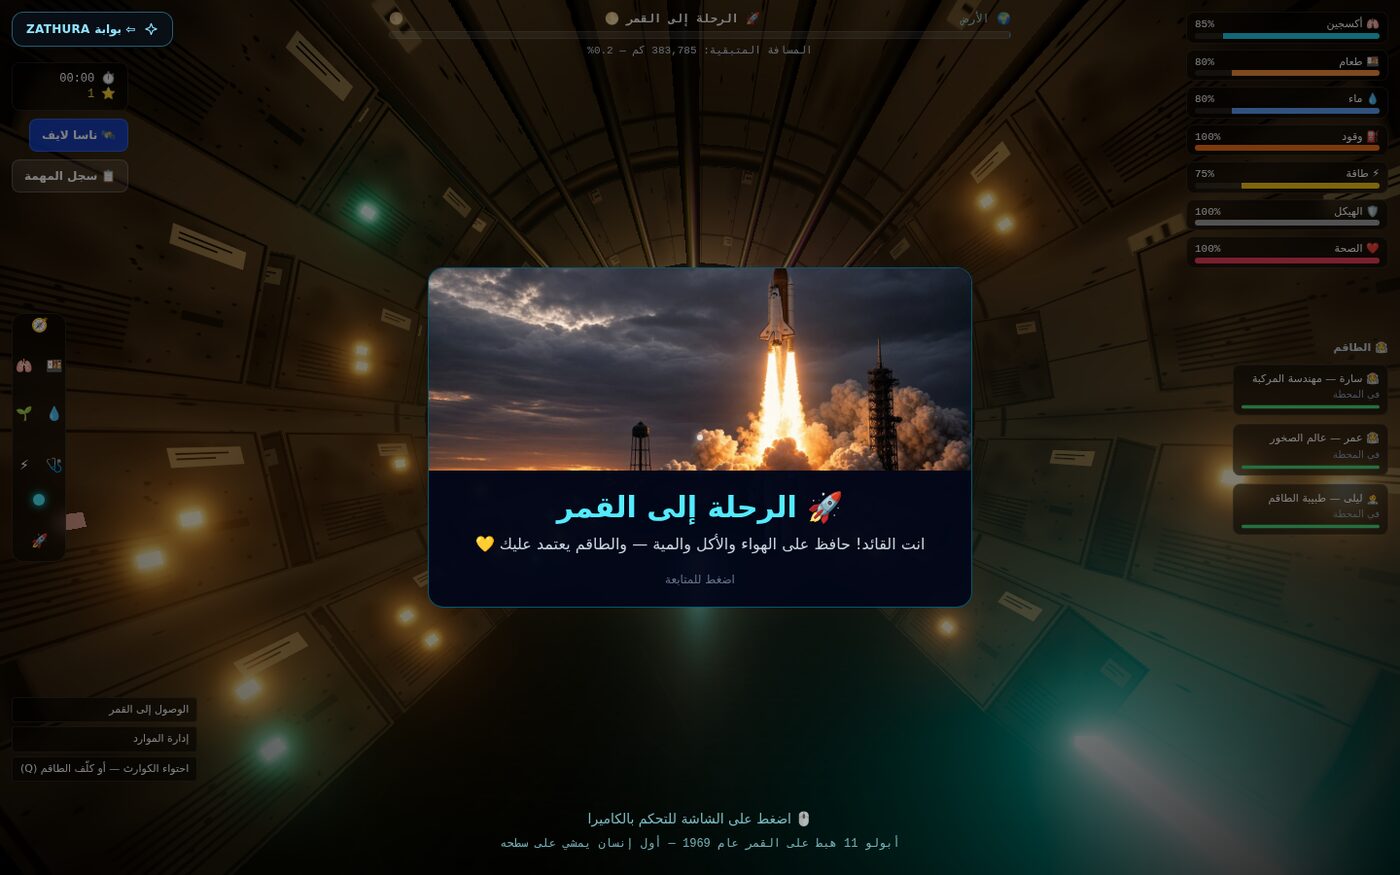 ⇦ بوابة ZATHURA
00:00
1
ناسا لايف
سجل المهمة
🌍 الأرض
🚀 الرحلة إلى القمر 🌕
المسافة المتبقية: 383,785 كم — 0.2%
أكسجين 85%
طعام 80%
ماء 80%
وقود 100%
طاقة 75%
الهيكل 100%
الصحة 100%
الطاقم
سارة — مهندسة المركبة
في المحطة
عمر — عالم الصخور
في المحطة
ليلى — طبيبة الطاقم
في المحطة
🚀 الرحلة إلى القمر
انت القائد! حافظ على الهواء والأكل والمية — والطاقم يعتمد عليك 💛
اضغط للمتابعة
الوصول إلى القمر
إدارة الموارد
احتواء الكوارث — أو كلّف الطاقم (Q)
اضغط على الشاشة للتحكم بالكاميرا
أبولو 11 هبط على القمر عام 1969 — أول إنسان يمشي على سطحه